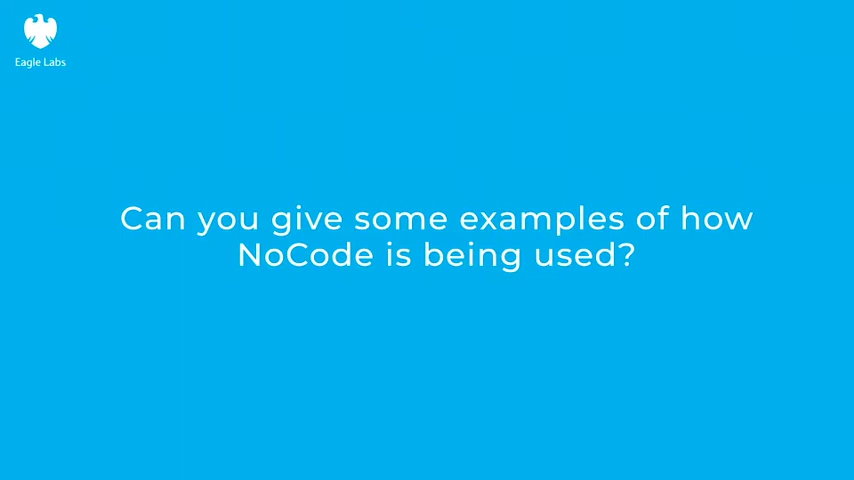 Eagle Labs
Can you give some examples of how
NoCode is being used?